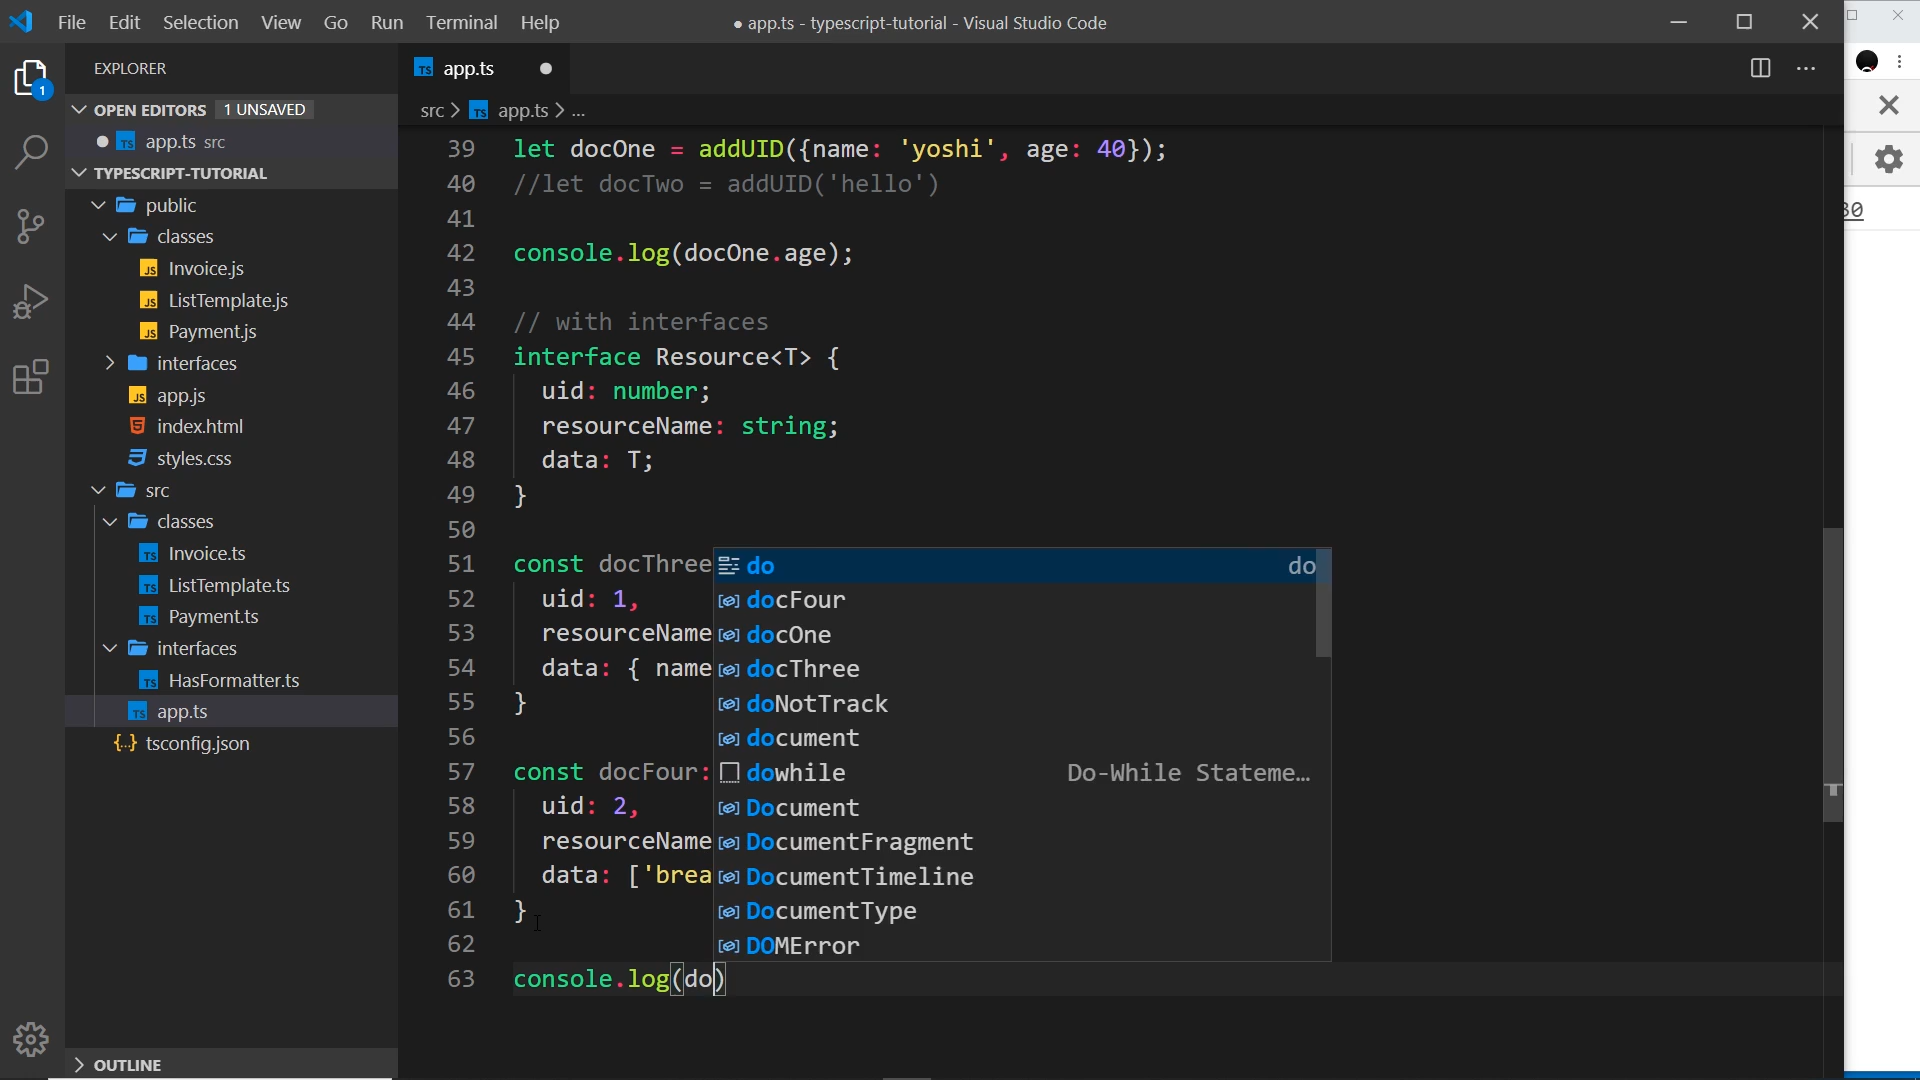 File Edit Selection View Go Run Terminal Help
● app.ts - typescript-tutorial - Visual Studio Code
EXPLORER
OPEN EDITORS 1 UNSAVED
app.ts src
TYPESCRIPT-TUTORIAL
public
classes
Invoice.js
ListTemplate.js
Payment.js
interfaces
app.js
index.html
styles.css
src
classes
Invoice.ts
ListTemplate.ts
Payment.ts
interfaces
HasFormatter.ts
app.ts
tsconfig.json
OUTLINE
1
app.ts
src > app.ts > ...
39 let docOne = addUID({name: 'yoshi', age: 40});
40 //let docTwo = addUID('hello')
41
42 console.log(docOne.age);
43
44 // with interfaces
45 interface Resource<T> {
46 uid: number;
47 resourceName: string;
48 data: T;
49 }
50
51 const docThree
52 uid: 1,
53 resourceName
54 data: { name
55 }
56
57 const docFour:
58 uid: 2,
59 resourceName
60 data: ['brea
61 }
62
63 console.log(do)
do do
docFour
docOne
docThree
doNotTrack
document
dowhile Do-While Stateme…
Document
DocumentFragment
DocumentTimeline
DocumentType
DOMError